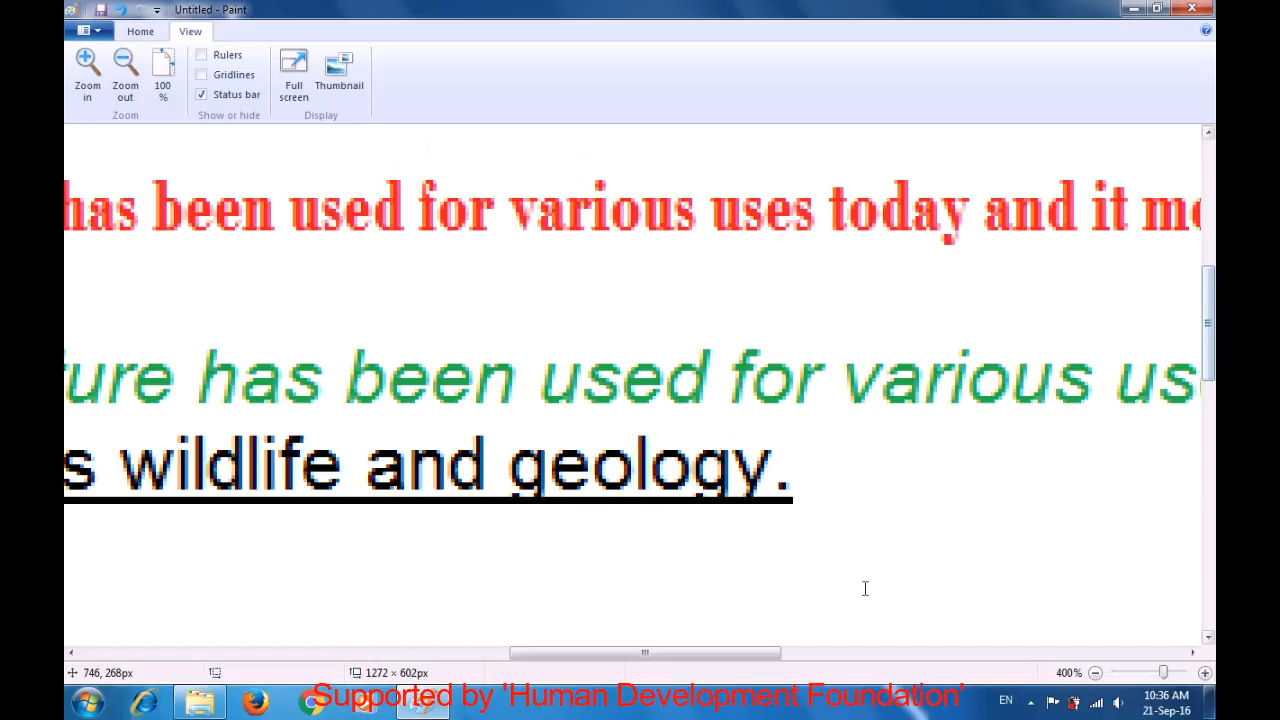 Untitled - Paint
Home View
Zoom in
Zoom out
100 %
Zoom
Rulers
Gridlines
Status bar
Show or hide
Full screen
Thumbnail
Display
has been used for various uses today and it
ture has been used for various
s wildlife and geology.
746, 268px
1272 × 602px
400%
EN
10:36 AM
21-Sep-16
Supported by 'Human Development Foundation'